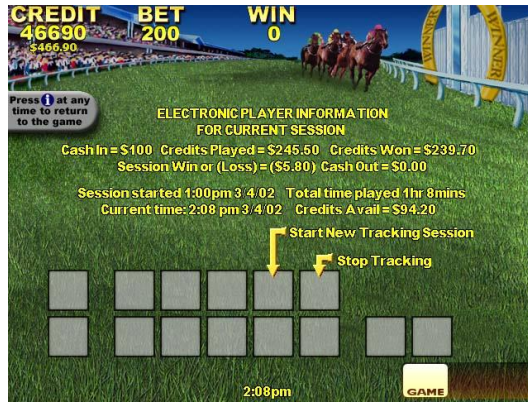 CREDIT BET WIN
46690 200 0
$466.90
WINNER WINNER
Press i at any
time to return
to the game
ELECTRONIC PLAYER INFORMATION
FOR CURRENT SESSION
Cash In = $100 Credits Played = $245.50 Credits Won = $239.70
Session Win or (Loss) = ($5.80) Cash Out = $0.00
Session started 1:00pm 3/4/02 Total time played 1hr 8mins
Current time: 2:08 pm 3/4/02 Credits Avail = $94.20
Start New Tracking Session
Stop Tracking
2:08pm
GAME